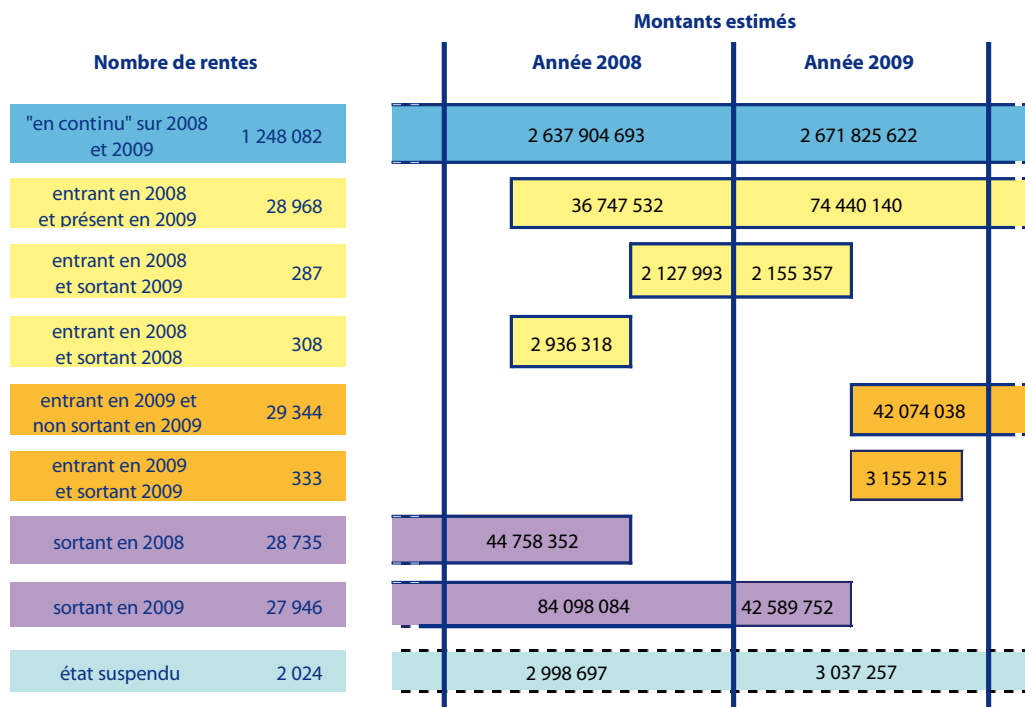 Montants estimés
Nombre de rentes
Année 2008
Année 2009
"en continu" sur 2008
et 2009
1 248 082
2 637 904 693
2 671 825 622
entrant en 2008
et présent en 2009
28 968
36 747 532
74 440 140
entrant en 2008
et sortant 2009
287
2 127 993
2 155 357
entrant en 2008
et sortant 2008
308
2 936 318
entrant en 2009 et
non sortant en 2009
29 344
42 074 038
entrant en 2009
et sortant 2009
333
3 155 215
sortant en 2008
28 735
44 758 352
sortant en 2009
27 946
84 098 084
42 589 752
état suspendu
2 024
2 998 697
3 037 257